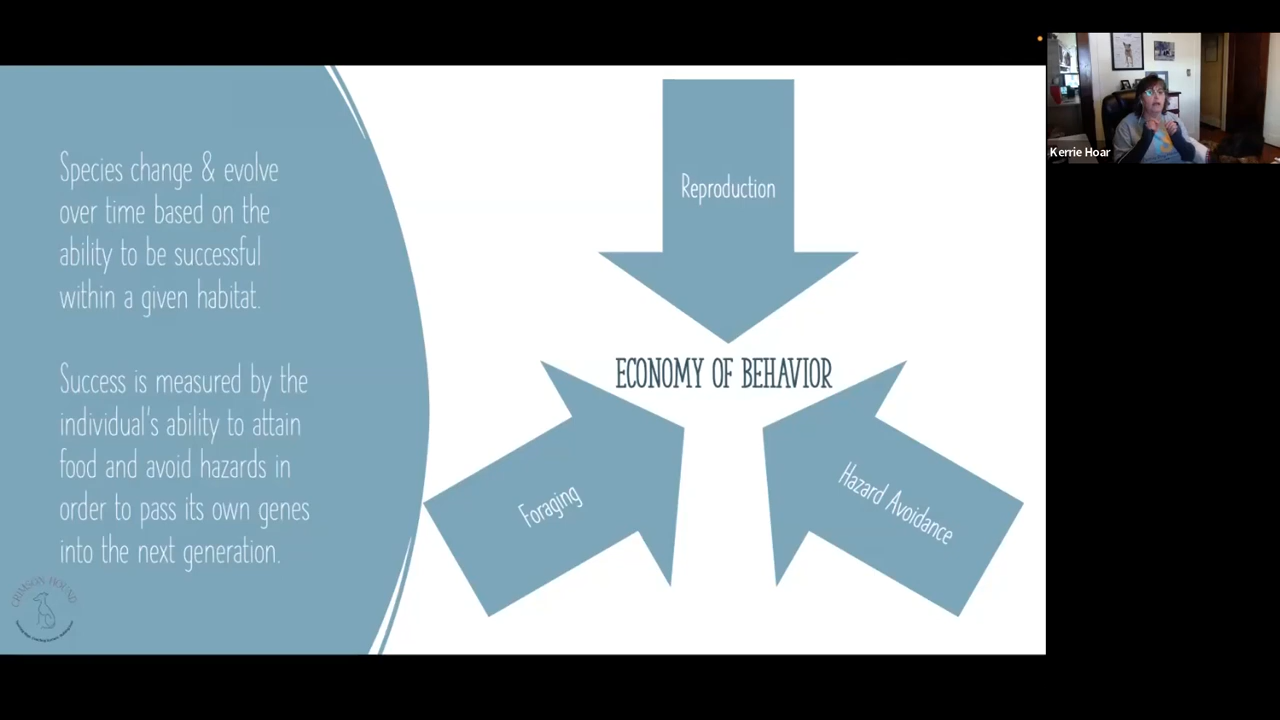 Species change & evolve
over time based on the
ability to be successful
within a given habitat.
Success is measured by the
individual's ability to attain
food and avoid hazards in
order to pass its own genes
into the next generation.
CRIMSON HOUND
Reproduction
ECONOMY OF BEHAVIOR
Foraging
Hazard Avoidance
Kerrie Hoar